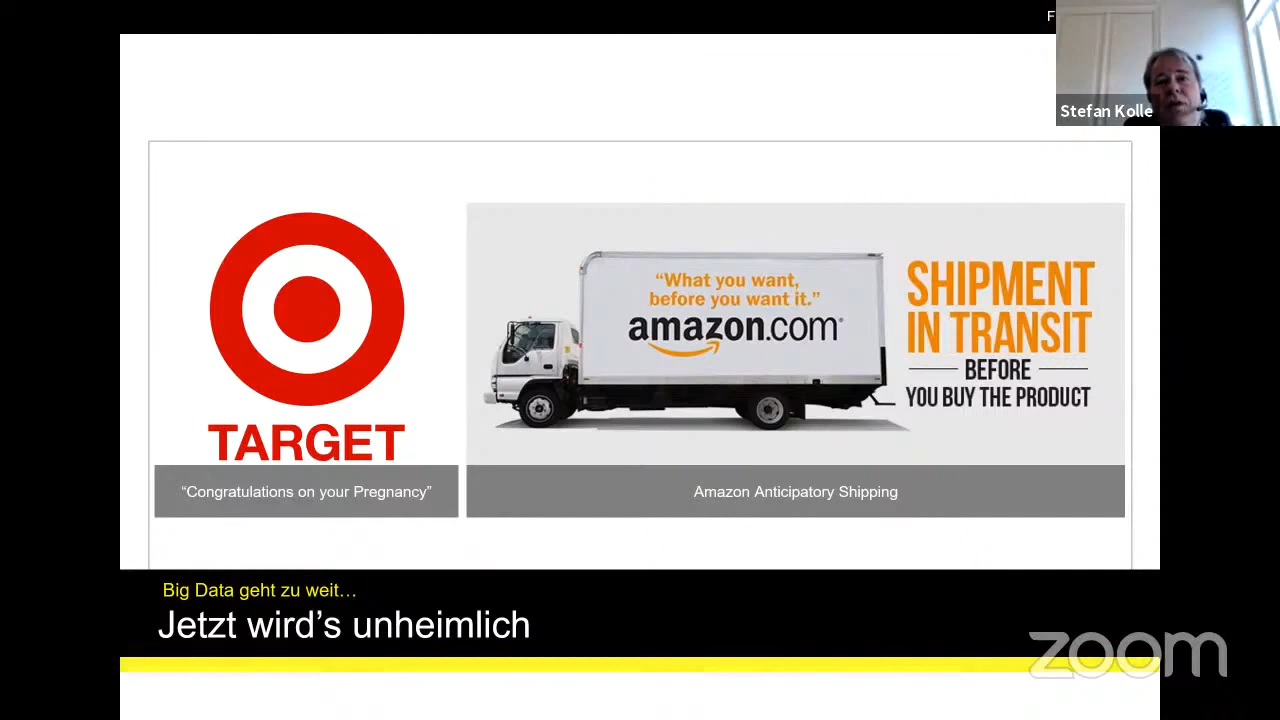 F
Stefan Kolle
"What you want,
before you want it."
amazon.com®
SHIPMENT
IN TRANSIT
BEFORE
YOU BUY THE PRODUCT
TARGET
“Congratulations on your Pregnancy”
Amazon Anticipatory Shipping
Big Data geht zu weit…
Jetzt wird’s unheimlich
zoom